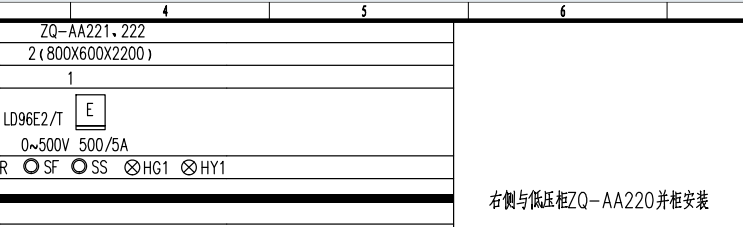 4 5 6
ZQ-AA221、222
2(800X600X2200)
1
LD96E2/T E
0~500V 500/5A
R SF SS HG1 HY1
右侧与低压柜ZQ-AA220并柜安装